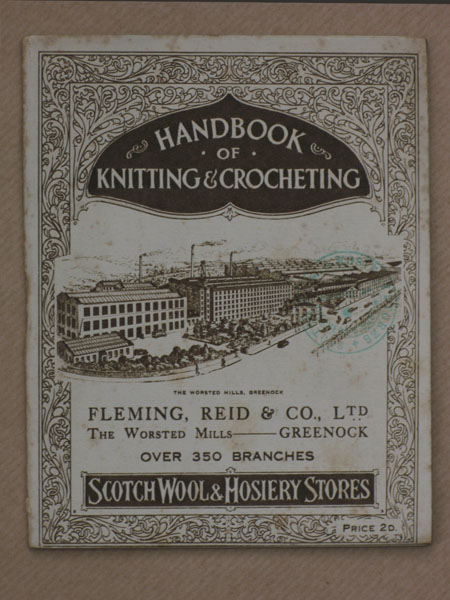 HANDBOOK
· OF ·
KNITTING & CROCHETING
THE WORSTED MILLS, GREENOCK
FLEMING, REID & CO., LTD
THE WORSTED MILLS — GREENOCK
OVER 350 BRANCHES
SCOTCH WOOL & HOSIERY STORES
PRICE 2D.